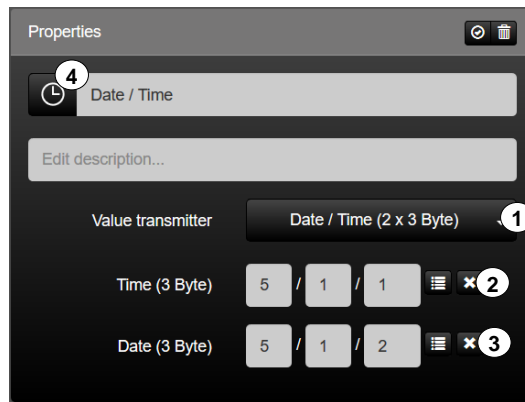 Properties
4
Date / Time
Edit description...
Value transmitter Date / Time (2 x 3 Byte) 1
Time (3 Byte) 5 / 1 / 1 2
Date (3 Byte) 5 / 1 / 2 3